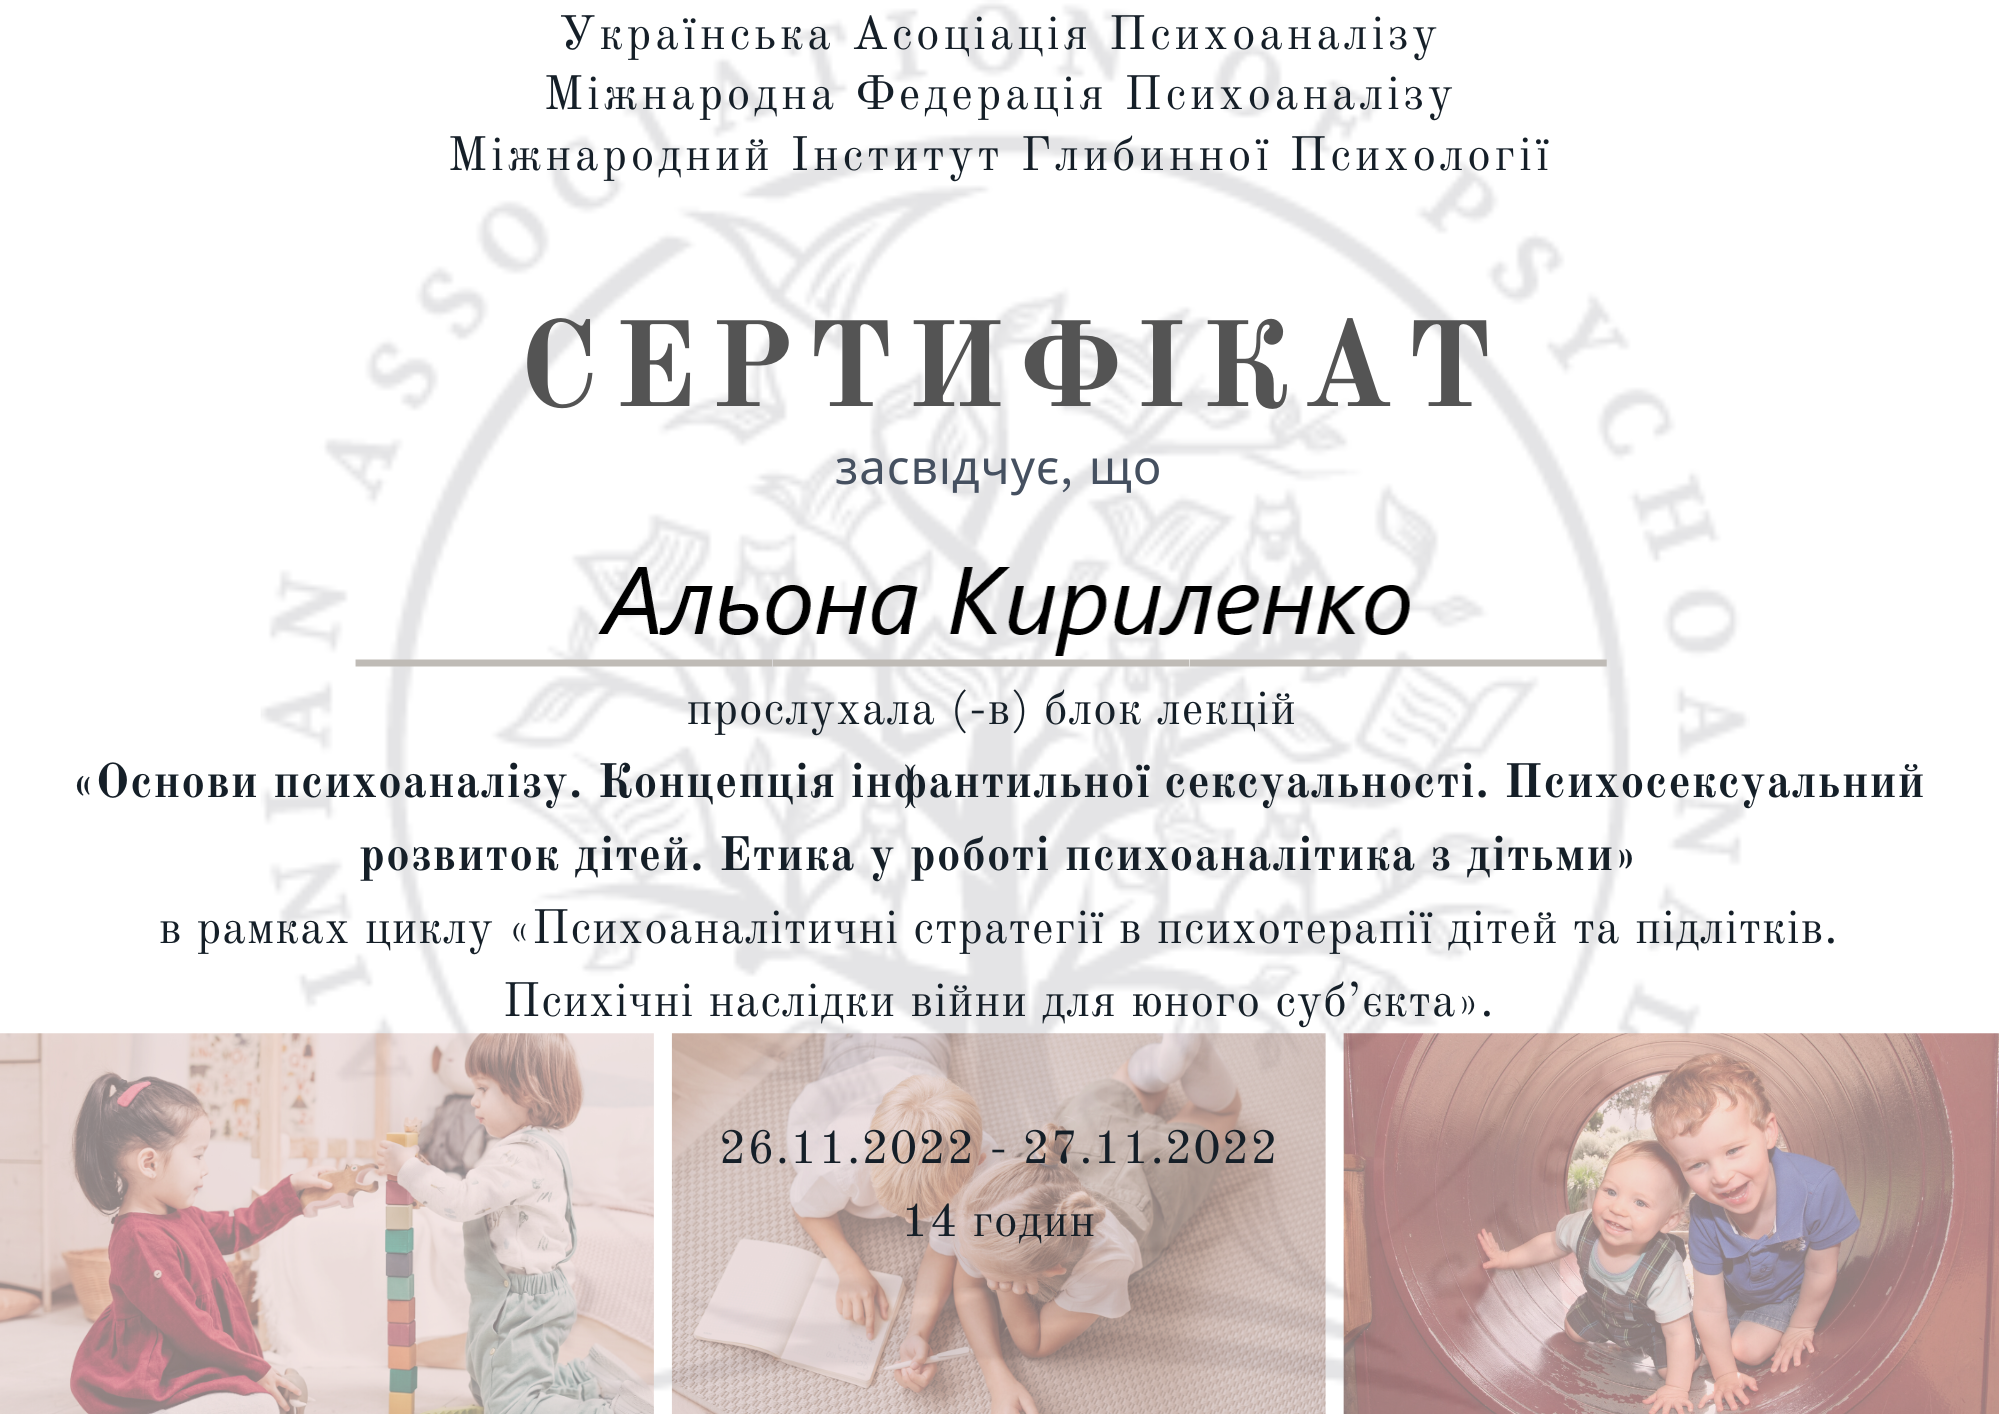 Українська Асоціація Психоаналізу
Міжнародна Федерація Психоаналізу
Міжнародний Інститут Глибинної Психології
СЕРТИФІКАТ
засвідчує, що
Альона Кириленко
прослухала (-в) блок лекцій
«Основи психоаналізу. Концепція інфантильної сексуальності. Психосексуальний
розвиток дітей. Етика у роботі психоаналітика з дітьми»
в рамках циклу «Психоаналітичні стратегії в психотерапії дітей та підлітків.
Психічні наслідки війни для юного суб’єкта».
26.11.2022 - 27.11.2022
14 годин